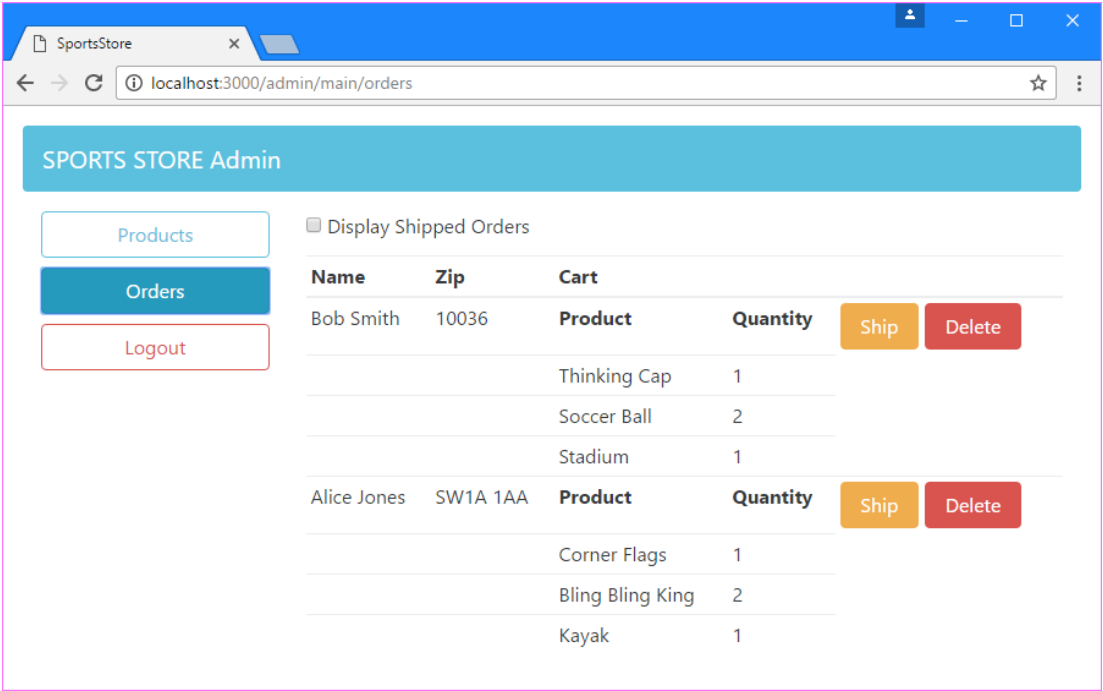 SportsStore
localhost:3000/admin/main/orders
SPORTS STORE Admin
Products
Orders
Logout
Display Shipped Orders
Name Zip Cart
Bob Smith 10036 Product Quantity Ship Delete
Thinking Cap 1
Soccer Ball 2
Stadium 1
Alice Jones SW1A 1AA Product Quantity Ship Delete
Corner Flags 1
Bling Bling King 2
Kayak 1